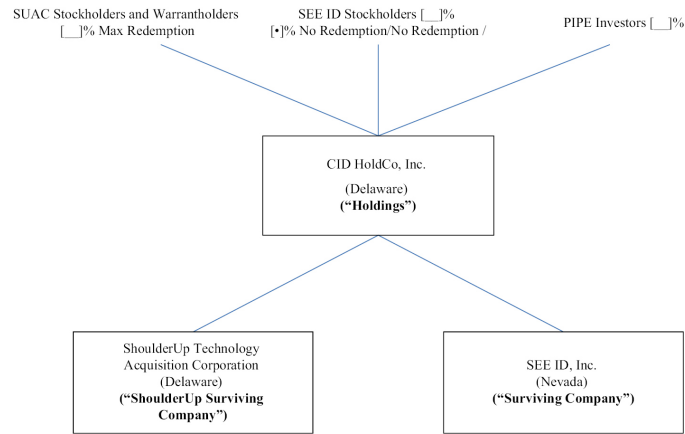 SUAC Stockholders and Warrantholders
[__]% Max Redemption
SEE ID Stockholders [__]%
[•]% No Redemption/No Redemption /
PIPE Investors [__]%
CID HoldCo, Inc.
(Delaware)
(“Holdings”)
ShoulderUp Technology
Acquisition Corporation
(Delaware)
(“ShoulderUp Surviving
Company”)
SEE ID, Inc.
(Nevada)
(“Surviving Company”)